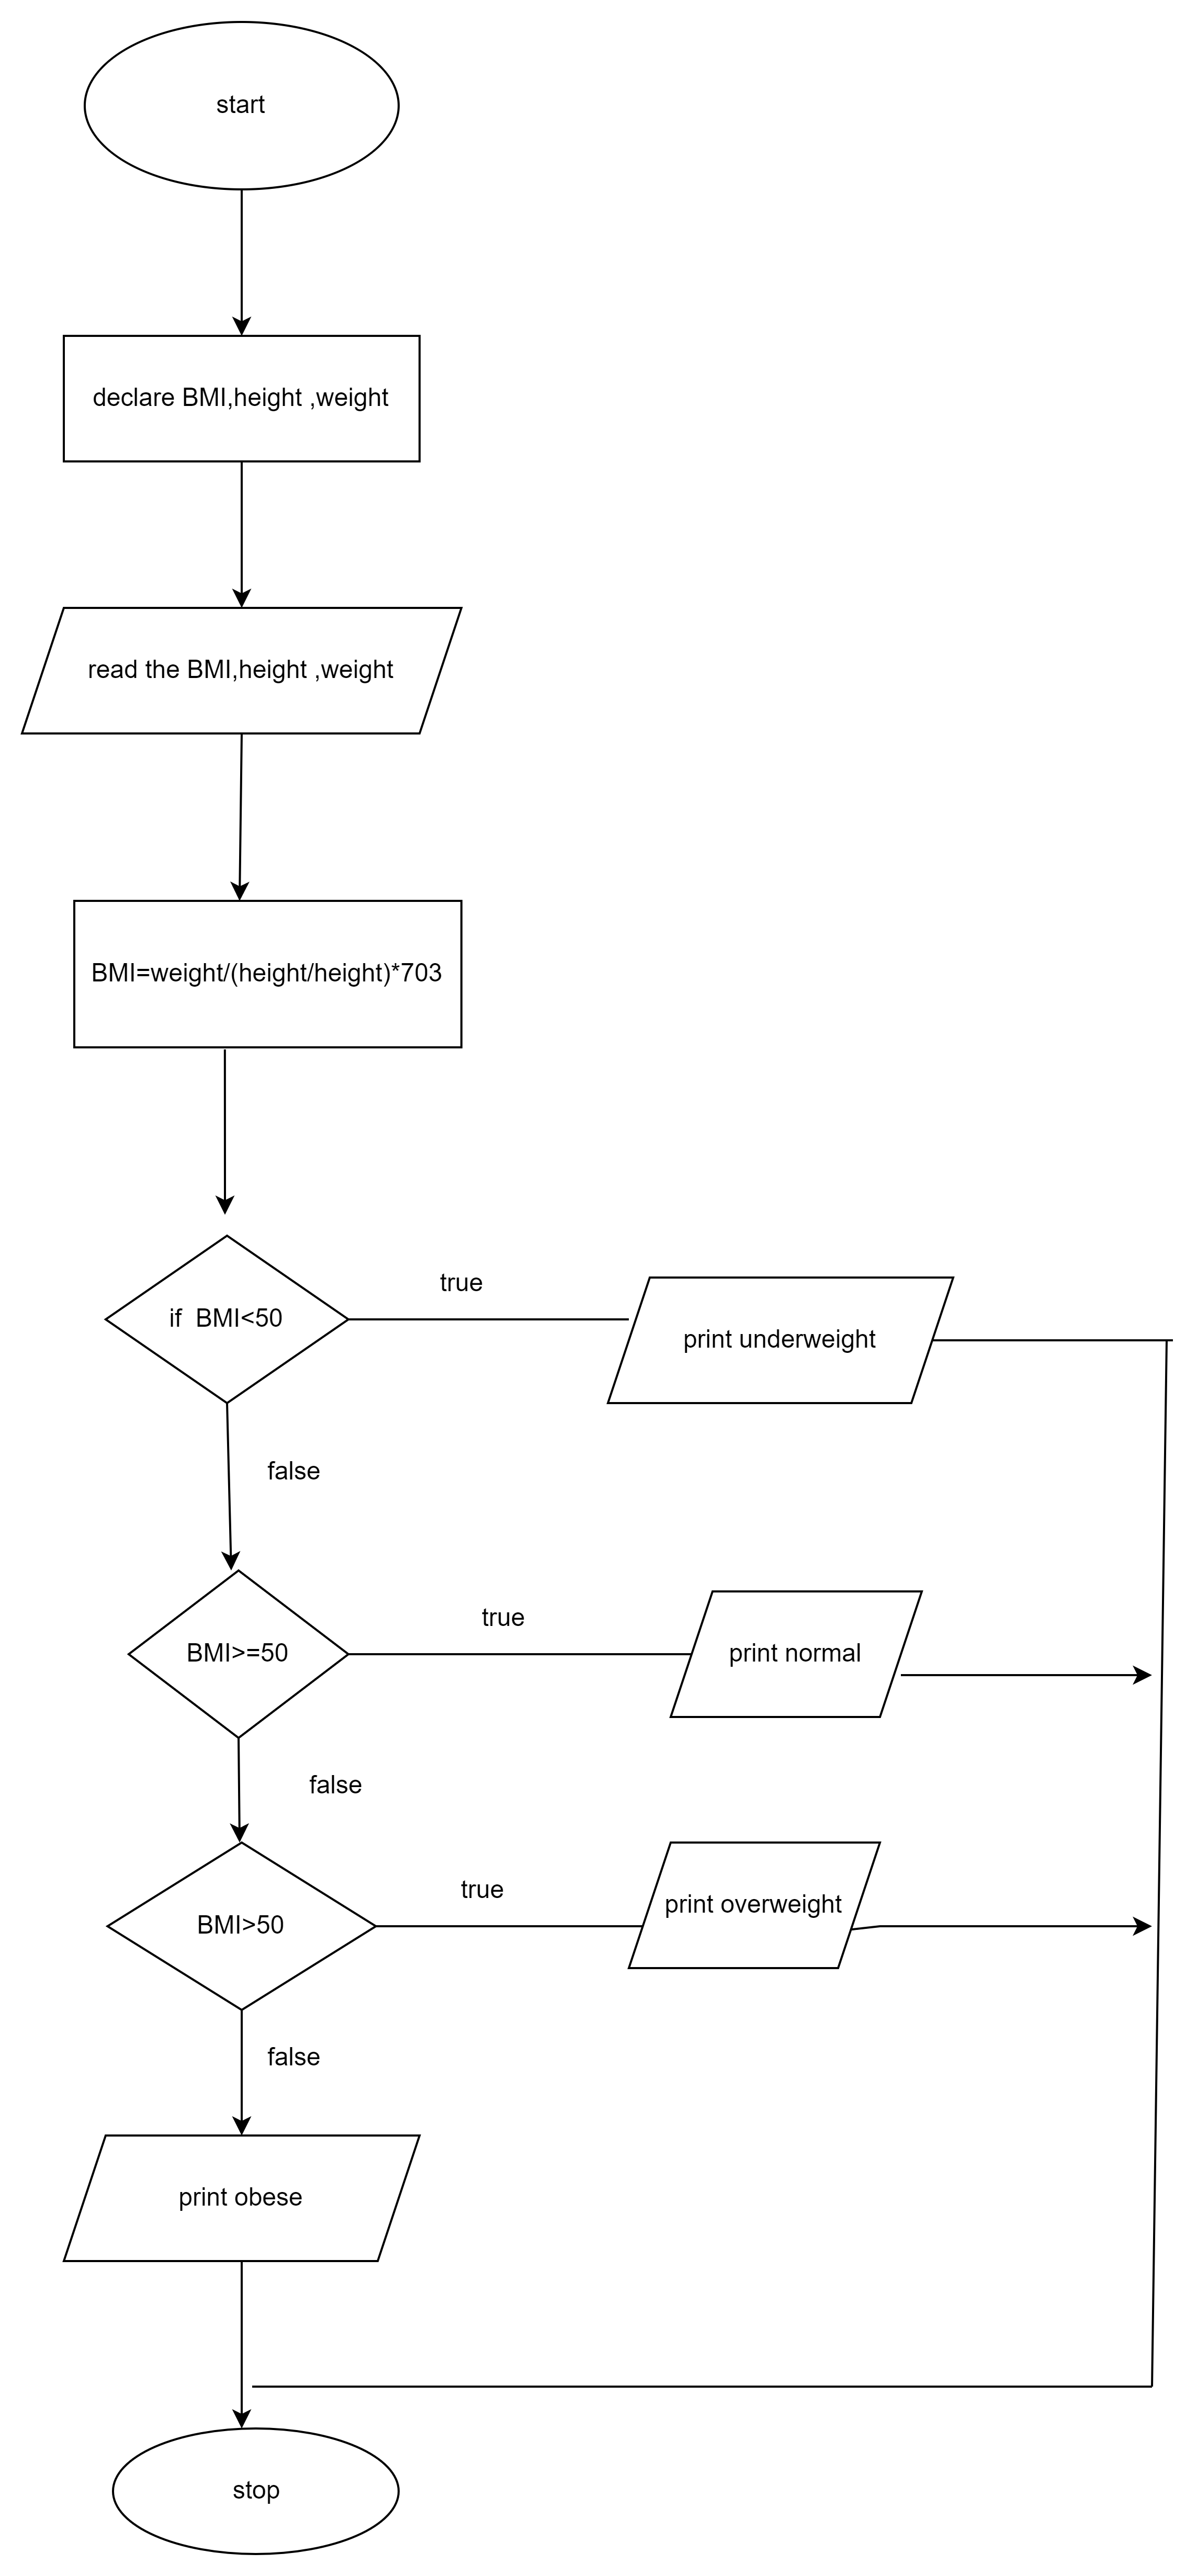 start
declare BMI,height ,weight
read the BMI,height ,weight
BMI=weight/(height/height)*703
if  BMI<50
true
print underweight
false
BMI>=50
true
print normal
false
BMI>50
true
print overweight
false
print obese
stop